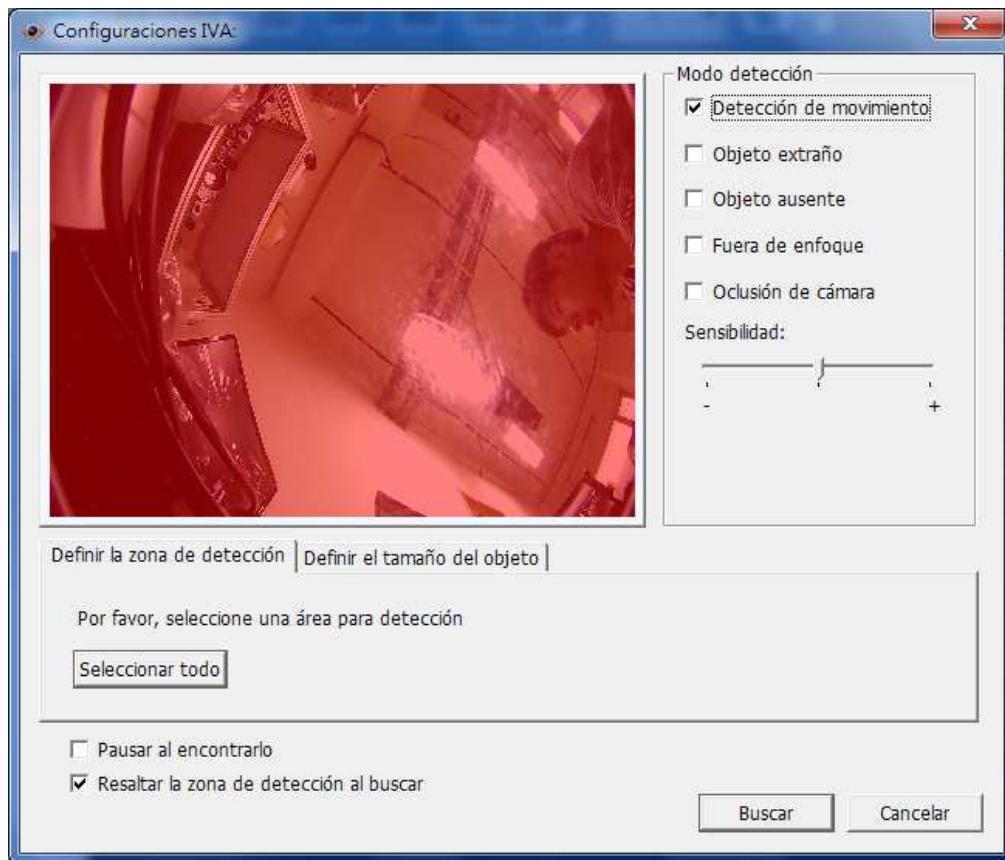 Configuraciones IVA:
Modo detección
Detección de movimiento
Objeto extraño
Objeto ausente
Fuera de enfoque
Oclusión de cámara
Sensibilidad:
- +
Definir la zona de detección
Definir el tamaño del objeto
Por favor, seleccione una área para detección
Seleccionar todo
Pausar al encontrarlo
Resaltar la zona de detección al buscar
Buscar
Cancelar